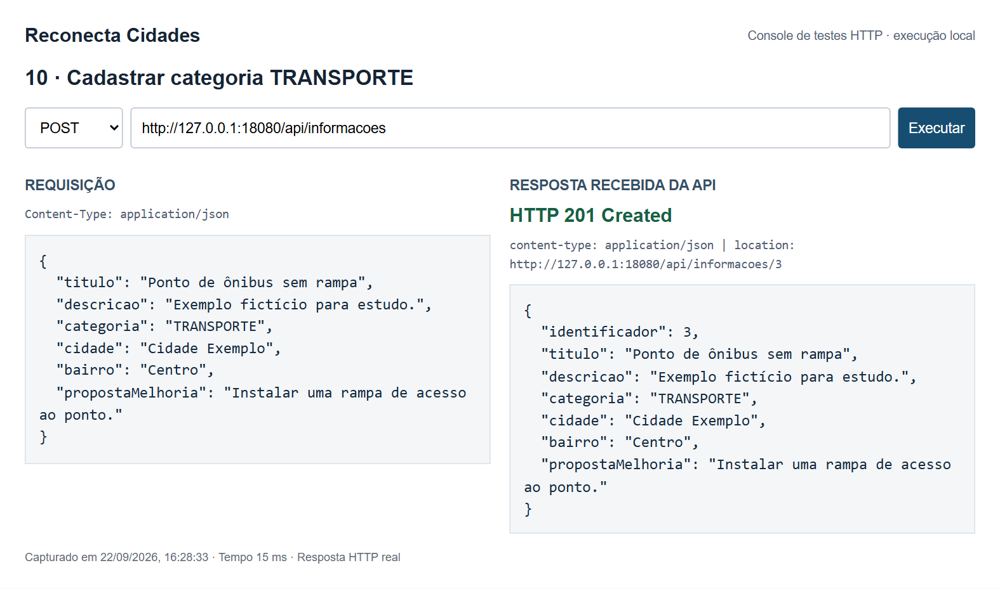 Reconecta Cidades
Console de testes HTTP · execução local
10 · Cadastrar categoria TRANSPORTE
POST
http://127.0.0.1:18080/api/informacoes
Executar
REQUISIÇÃO
Content-Type: application/json
{
  "titulo": "Ponto de ônibus sem rampa",
  "descricao": "Exemplo fictício para estudo.",
  "categoria": "TRANSPORTE",
  "cidade": "Cidade Exemplo",
  "bairro": "Centro",
  "propostaMelhoria": "Instalar uma rampa de acesso
ao ponto."
}
RESPOSTA RECEBIDA DA API
HTTP 201 Created
content-type: application/json | location:
http://127.0.0.1:18080/api/informacoes/3
{
  "identificador": 3,
  "titulo": "Ponto de ônibus sem rampa",
  "descricao": "Exemplo fictício para estudo.",
  "categoria": "TRANSPORTE",
  "cidade": "Cidade Exemplo",
  "bairro": "Centro",
  "propostaMelhoria": "Instalar uma rampa de acesso
ao ponto."
}
Capturado em 22/09/2026, 16:28:33 · Tempo 15 ms · Resposta HTTP real